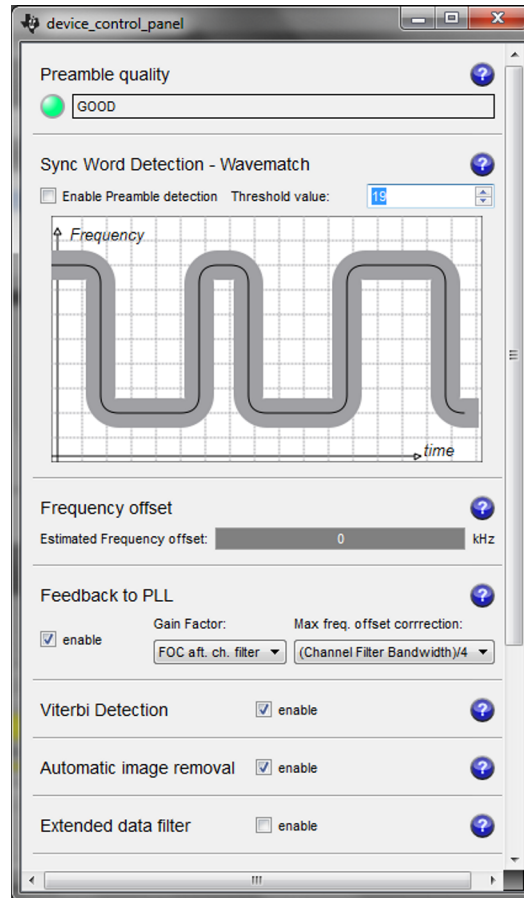 device_control_panel
Preamble quality
GOOD
Sync Word Detection - Wavematch
Enable Preamble detection Threshold value: 19
Frequency
time
Frequency offset
Estimated Frequency offset: 0 kHz
Feedback to PLL
Gain Factor: Max freq. offset corrrection:
enable FOC aft. ch. filter (Channel Filter Bandwidth)/4
Viterbi Detection enable
Automatic image removal enable
Extended data filter enable